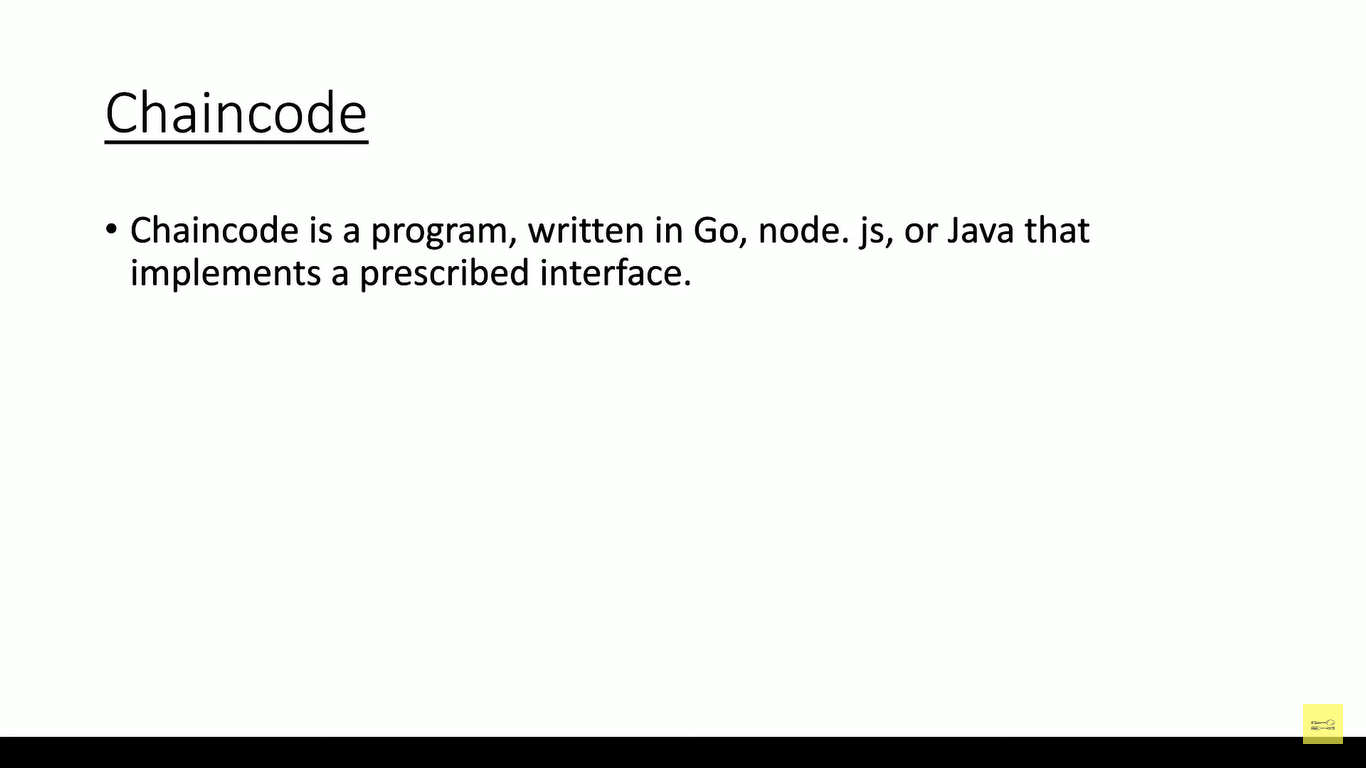 Chaincode
• Chaincode is a program, written in Go, node. js, or Java that
implements a prescribed interface.